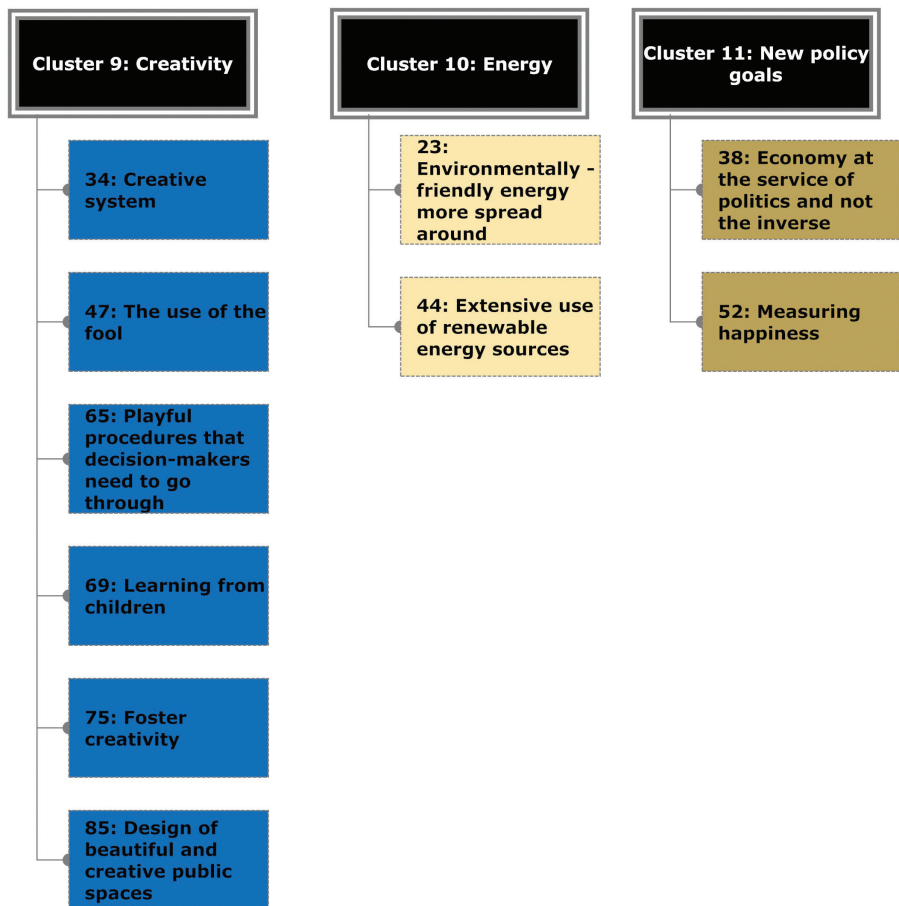 Cluster 9: Creativity
34: Creative
system
47: The use of the
fool
65: Playful
procedures that
decision-makers
need to go
through
69: Learning from
children
75: Foster
creativity
85: Design of
beautiful and
creative public
spaces
Cluster 10: Energy
23:
Environmentally -
friendly energy
more spread
around
44: Extensive use
of renewable
energy sources
Cluster 11: New policy
goals
38: Economy at
the service of
politics and not
the inverse
52: Measuring
happiness